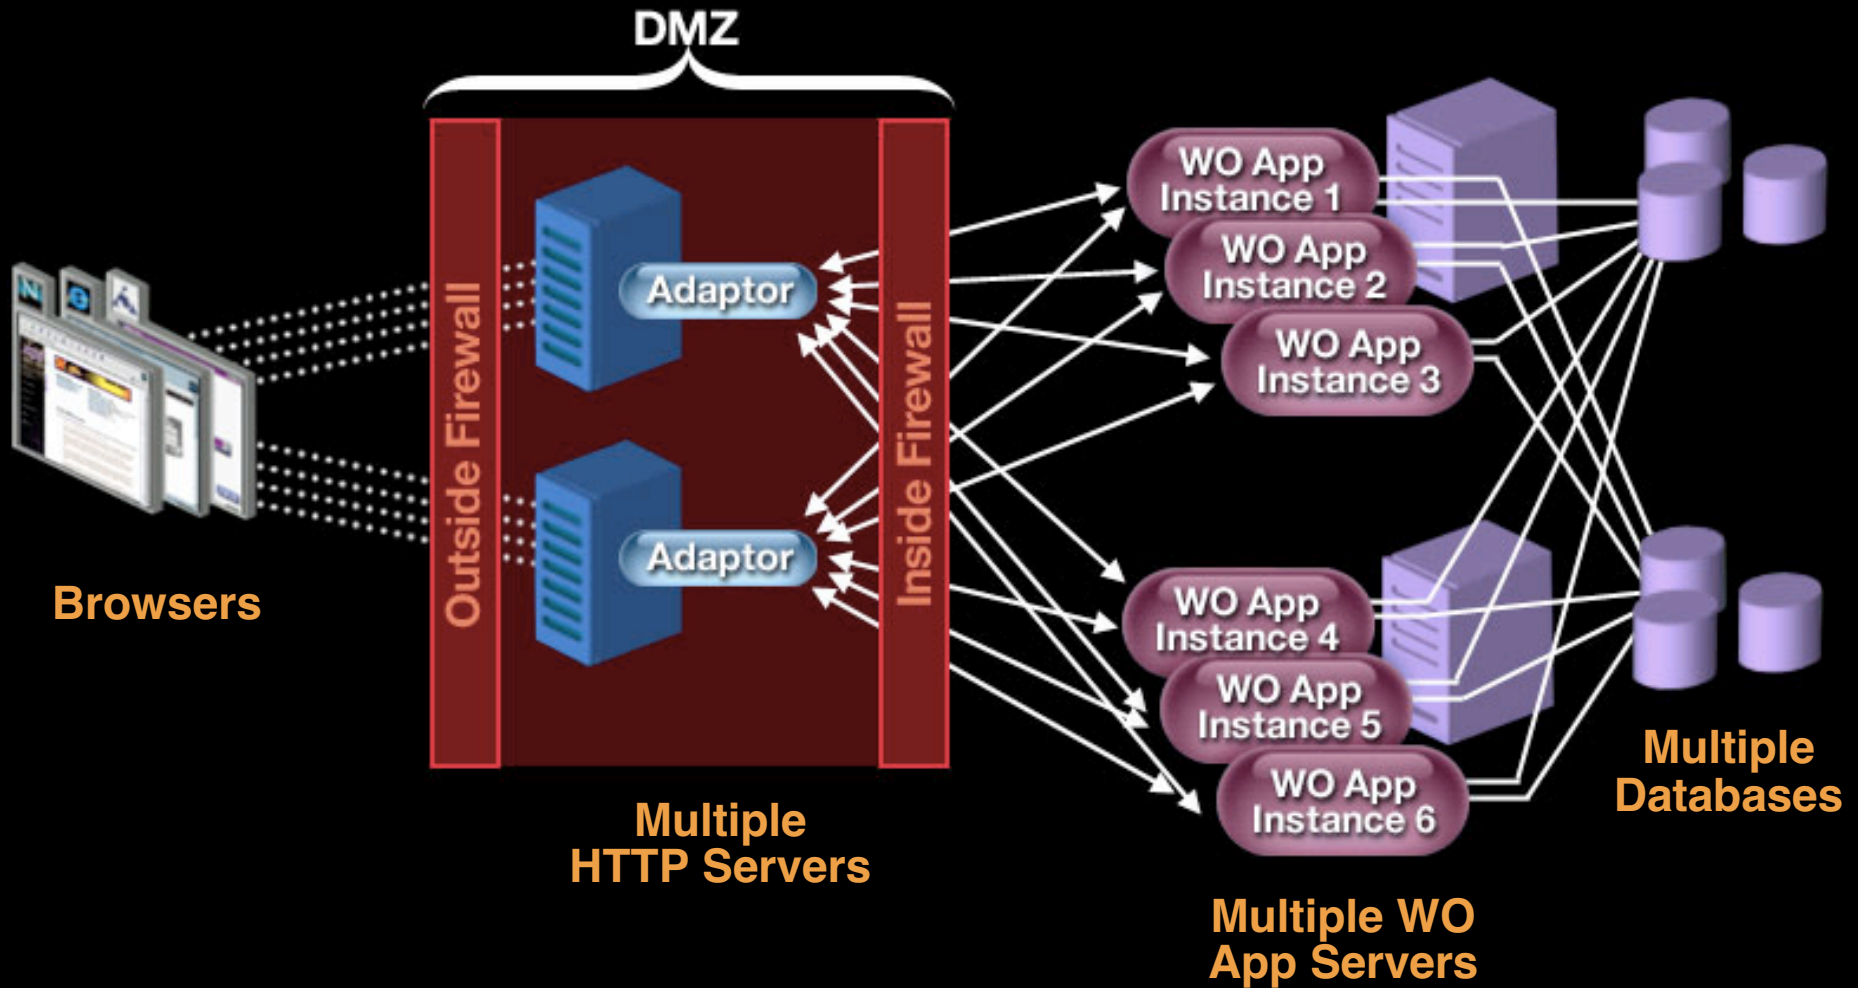 DMZ
Outside Firewall
Inside Firewall
Adaptor
Adaptor
Browsers
Multiple
HTTP Servers
WO App
Instance 1
WO App
Instance 2
WO App
Instance 3
WO App
Instance 4
WO App
Instance 5
WO App
Instance 6
Multiple WO
App Servers
Multiple
Databases